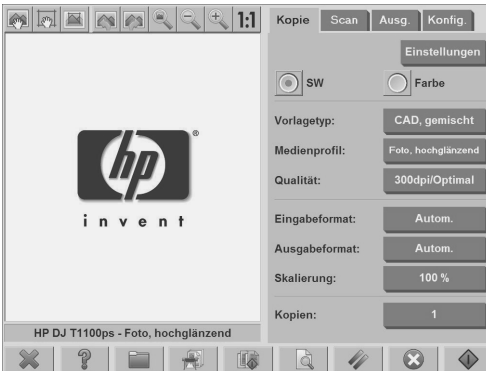 1:1
Kopie Scan Ausg. Konfig.
Einstellungen
SW Farbe
Vorlagetyp: CAD, gemischt
Medienprofil: Foto, hochglänzend
Qualität: 300dpi/Optimal
Eingabeformat: Autom.
Ausgabeformat: Autom.
Skalierung: 100 %
Kopien: 1
hp ®
invent
HP DJ T1100ps - Foto, hochglänzend
?